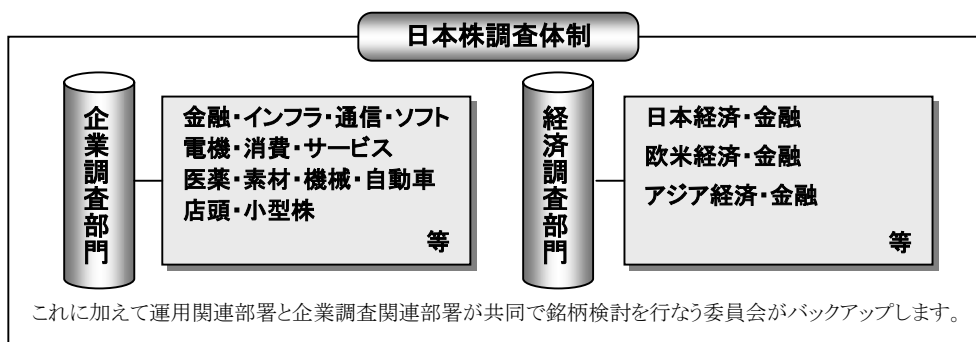 日本株調査体制
企業調査部門
金融・インフラ・通信・ソフト
電機・消費・サービス
医薬・素材・機械・自動車
店頭・小型株
等
経済調査部門
日本経済・金融
欧米経済・金融
アジア経済・金融
等
これに加えて運用関連部署と企業調査関連部署が共同で銘柄検討を行なう委員会がバックアップします。